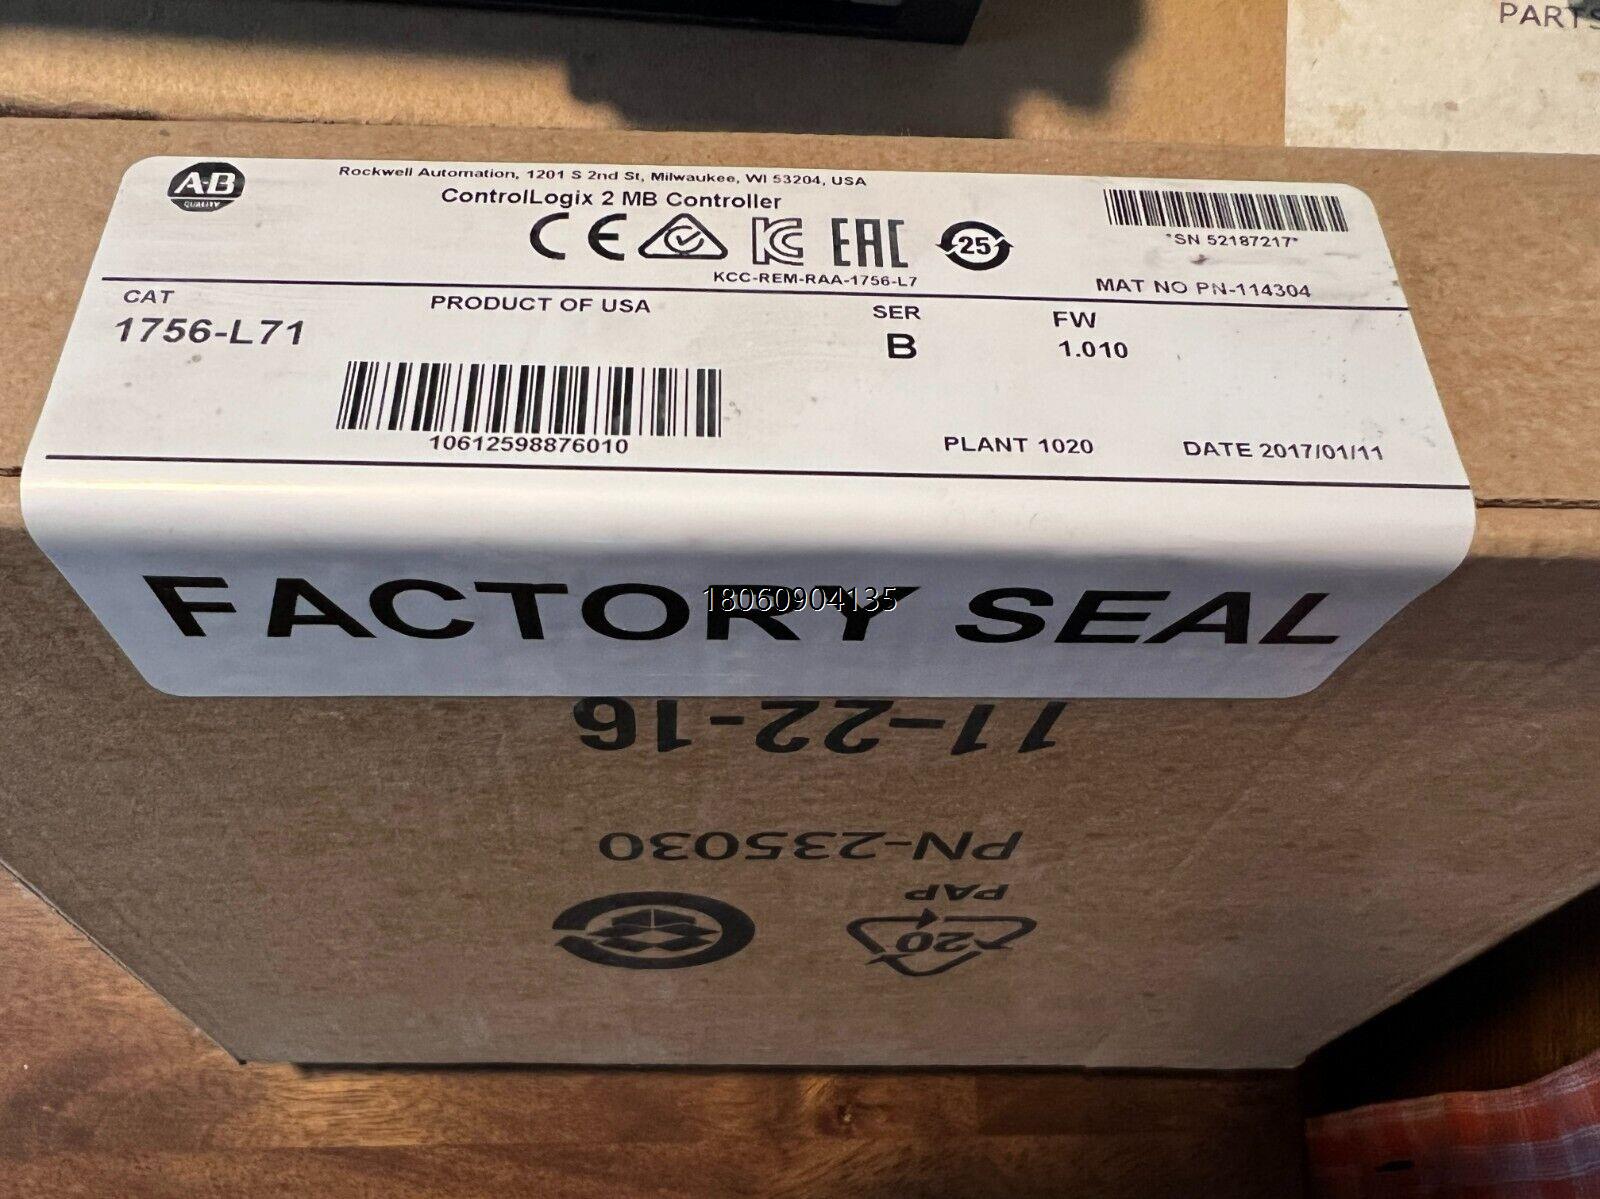 PARTS
A-B
QUALITY
Rockwell Automation, 1201 S 2nd St, Milwaukee, WI 53204, USA
ControlLogix 2 MB Controller
CE
KC
EAC
25
KCC-REM-RAA-1756-L7
*SN 52187217*
MAT NO PN-114304
CAT
1756-L71
PRODUCT OF USA
SER
B
FW
1.010
10612598876010
PLANT 1020
DATE 2017/01/11
FACTORY SEAL
18060904135
11-22-16
PN-235030
PAP
20